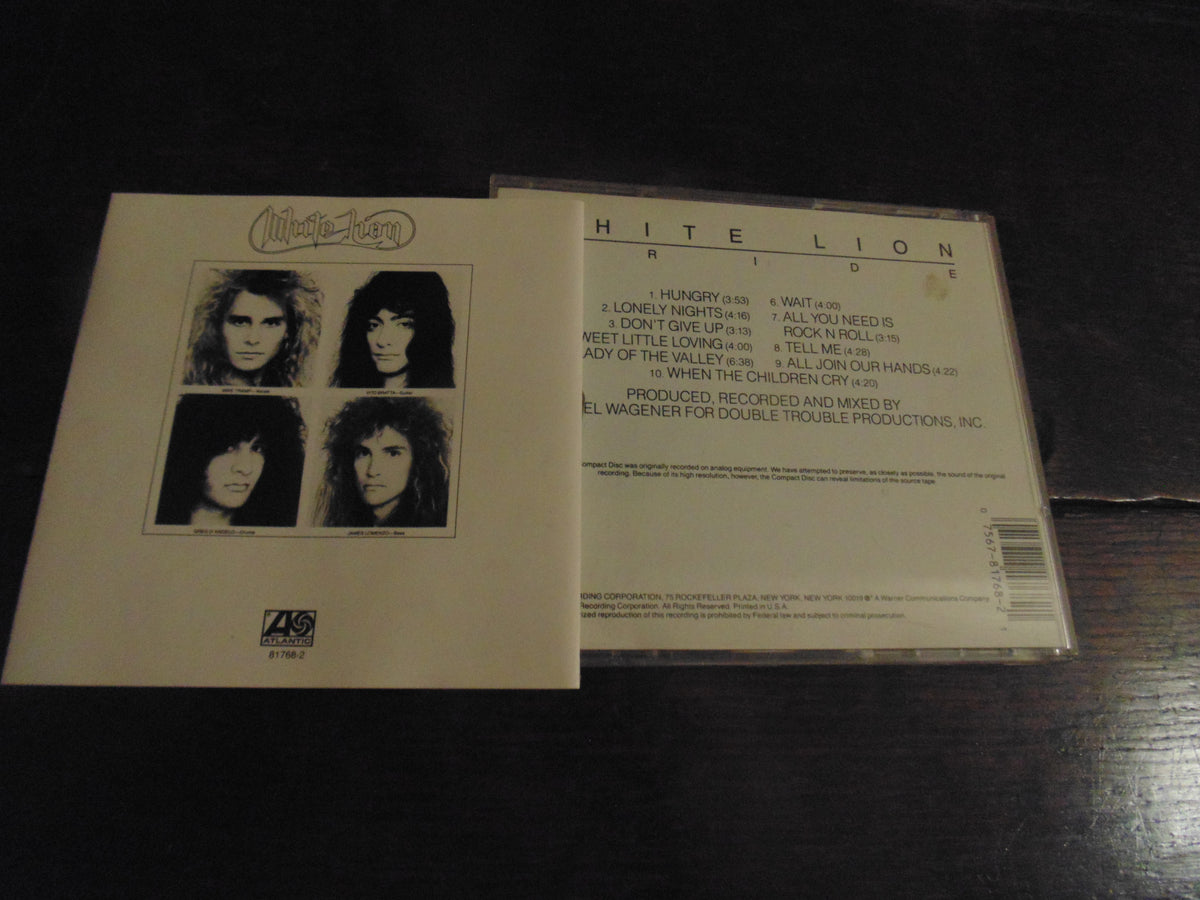 White Lion
MIKE "TRAMP"—Vocals
VITO BRATTA—Guitar
GREG D'ANGELO—Drums
JAMES LOMENZO—Bass
ATLANTIC
81768-2
HITE LION
RIDE
1. HUNGRY (3:53)
2. LONELY NIGHTS (4:16)
3. DON'T GIVE UP (3:13)
WEET LITTLE LOVING (4:00)
ADY OF THE VALLEY (6:38)
6. WAIT (4:00)
7. ALL YOU NEED IS
ROCK N ROLL (3:15)
8. TELL ME (4:28)
9. ALL JOIN OUR HANDS (4:22)
10. WHEN THE CHILDREN CRY (4:20)
PRODUCED, RECORDED AND MIXED BY
EL WAGENER FOR DOUBLE TROUBLE PRODUCTIONS, INC.
ompact Disc was originally recorded on analog equipment. We have attempted to preserve, as closely as possible, the sound of the original
recording. Because of its high resolution, however, the Compact Disc can reveal limitations of the source tape.
DING CORPORATION, 75 ROCKEFELLER PLAZA, NEW YORK, NEW YORK 10019 ℗ A Warner Communications Company
Recording Corporation. All Rights Reserved. Printed in U.S.A.
ized reproduction of this recording is prohibited by Federal law and subject to criminal prosecution.
0 7567-81768-2 1